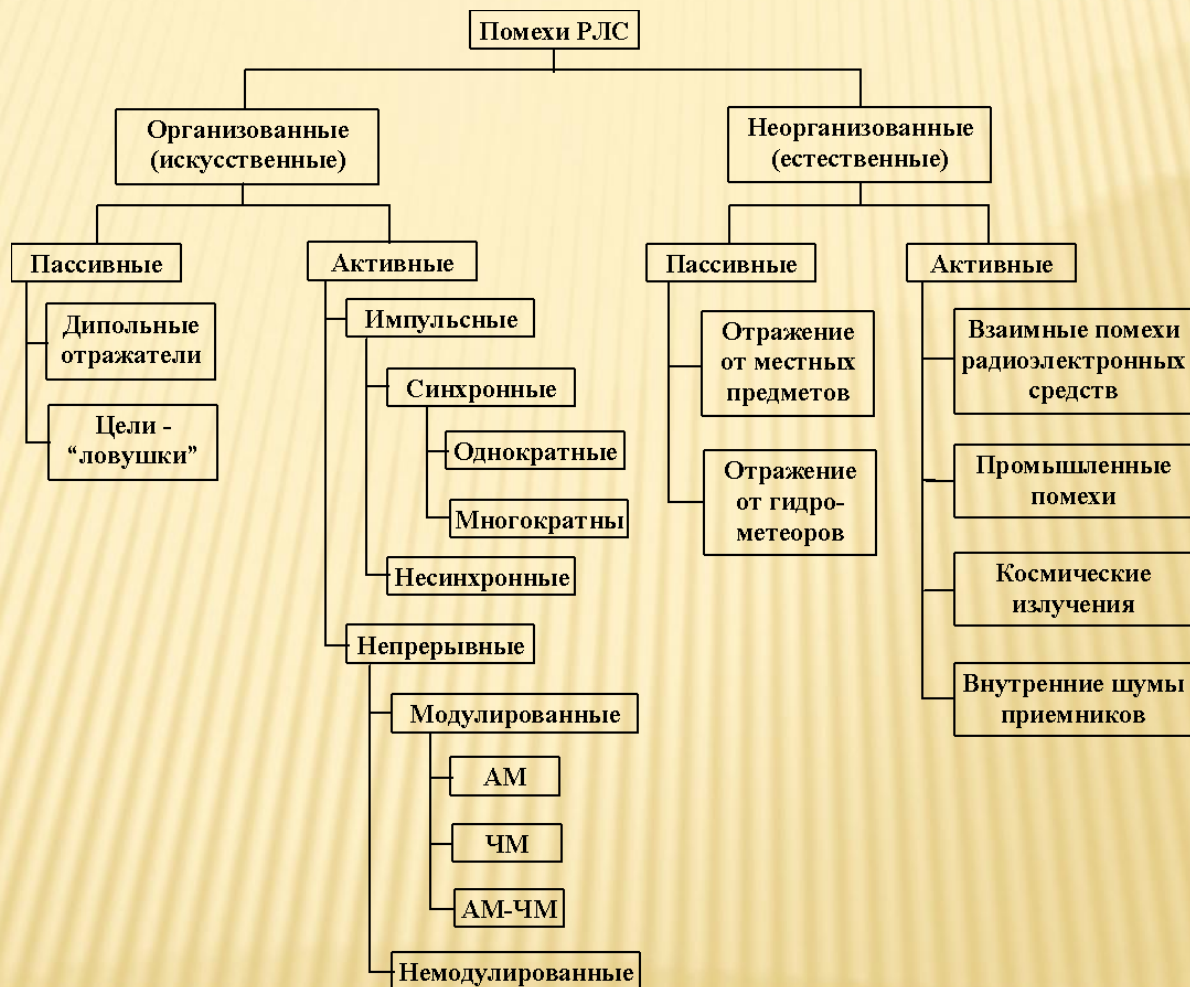 Помехи РЛС
Организованные
(искусственные)
Неорганизованные
(естественные)
Пассивные
Активные
Пассивные
Активные
Дипольные
отражатели
Цели -
“ловушки”
Импульсные
Синхронные
Однократные
Многократны
Несинхронные
Непрерывные
Модулированные
АМ
ЧМ
АМ-ЧМ
Немодулированные
Отражение
от местных
предметов
Отражение
от гидро-
метеоров
Взаимные помехи
радиоэлектронных
средств
Промышленные
помехи
Космические
излучения
Внутренние шумы
приемников